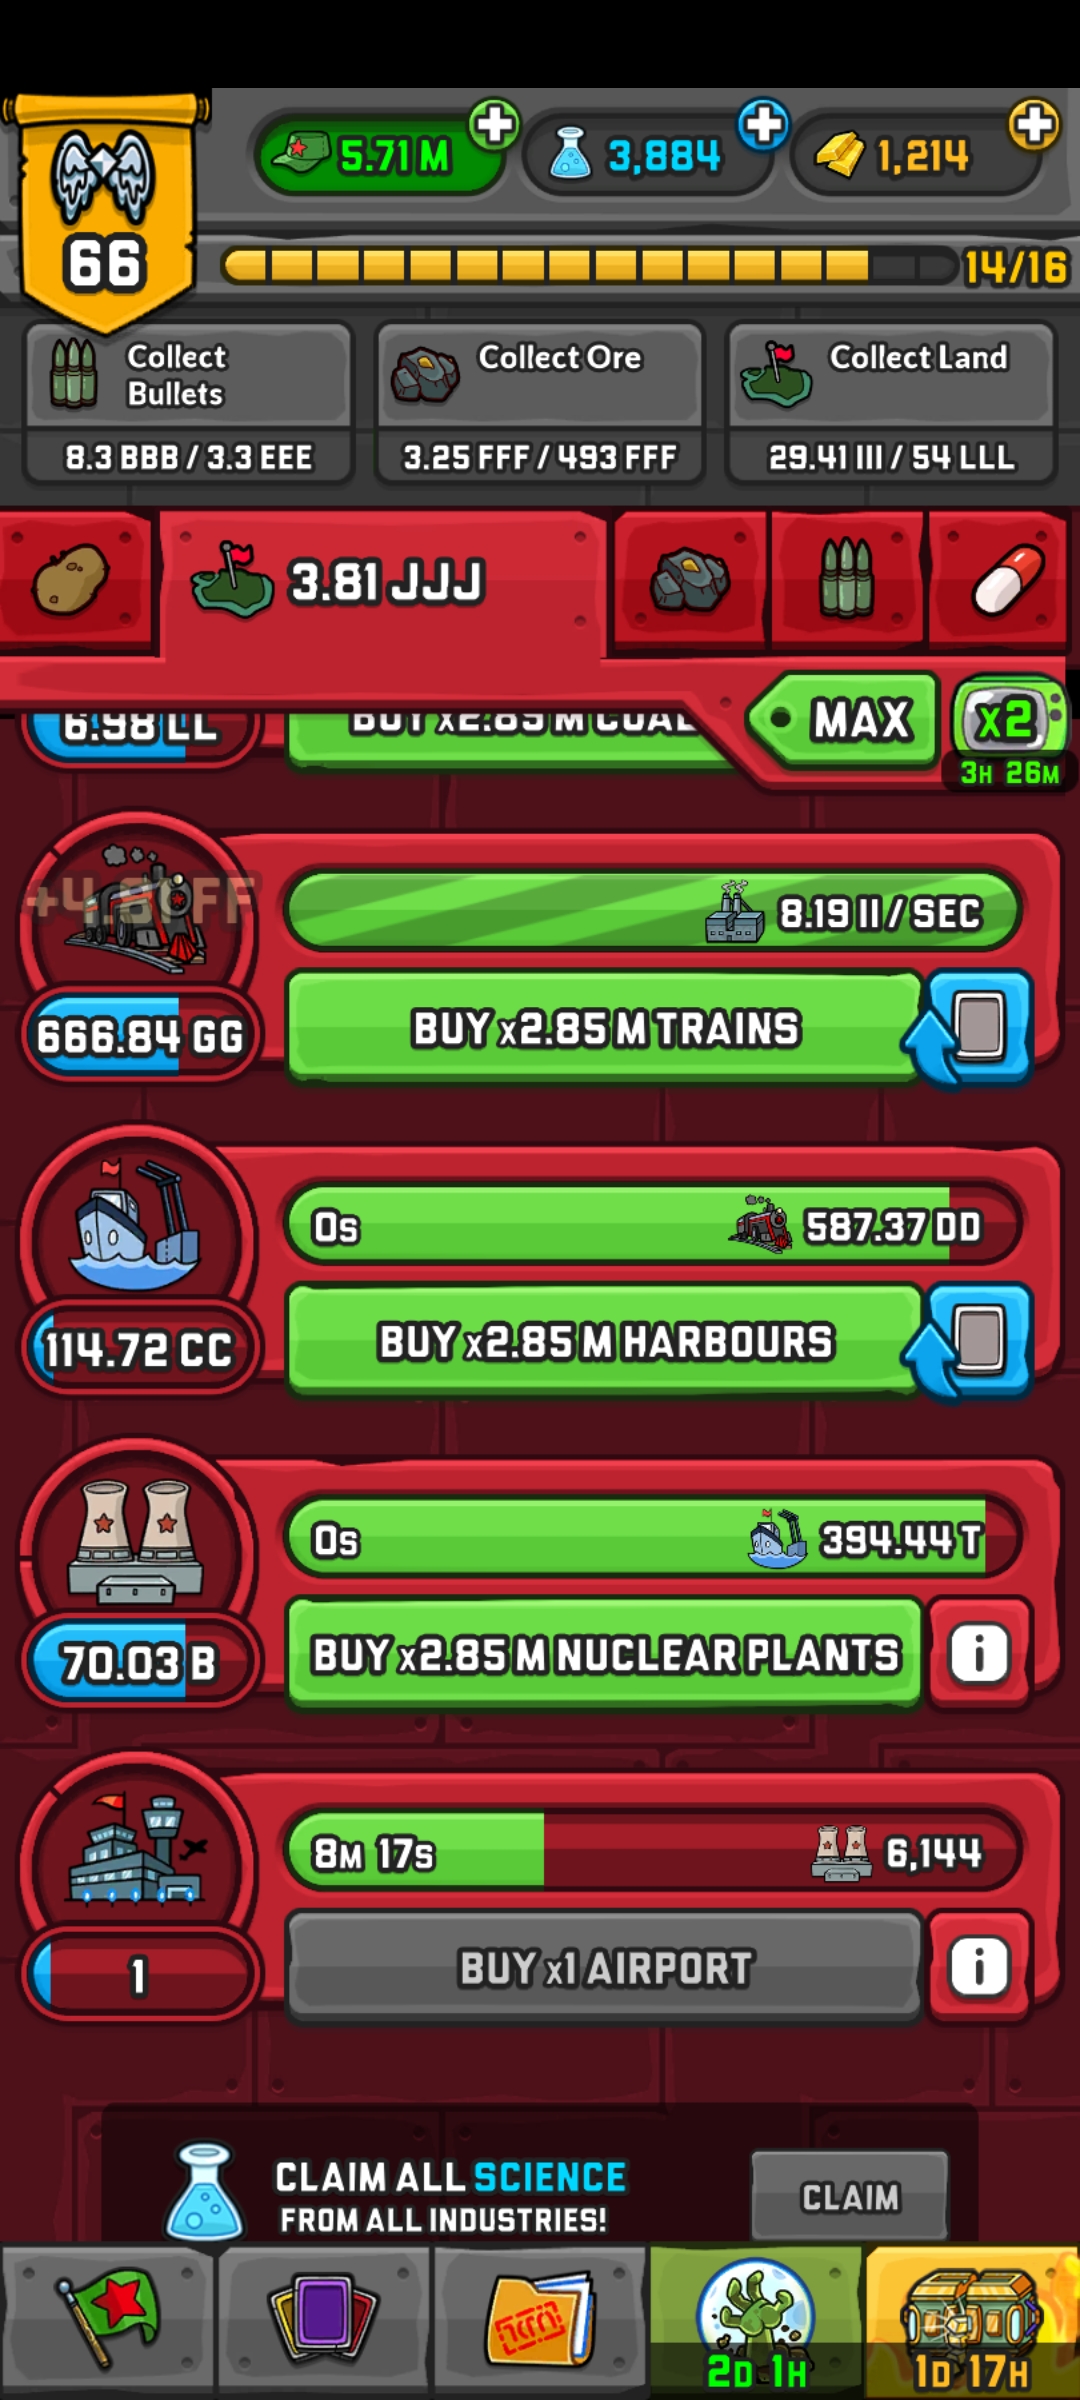 5.71 M
3,884
1,214
66
14/16
Collect
Bullets
Collect Ore
Collect Land
8.3 BBB / 3.3 EEE
3.25 FFF / 493 FFF
29.41 III / 54 LLL
3.81 JJJ
MAX
x2
3H 26M
6.98 LL
BUY x2.85 M COAL
8.19 II / SEC
666.84 GG
BUY x2.85 M TRAINS
0s
587.37 DD
114.72 CC
BUY x2.85 M HARBOURS
0s
394.44 T
70.03 B
BUY x2.85 M NUCLEAR PLANTS
i
8M 17s
6,144
1
BUY x1 AIRPORT
i
CLAIM ALL SCIENCE
FROM ALL INDUSTRIES!
CLAIM
2D 1H
1D 17H